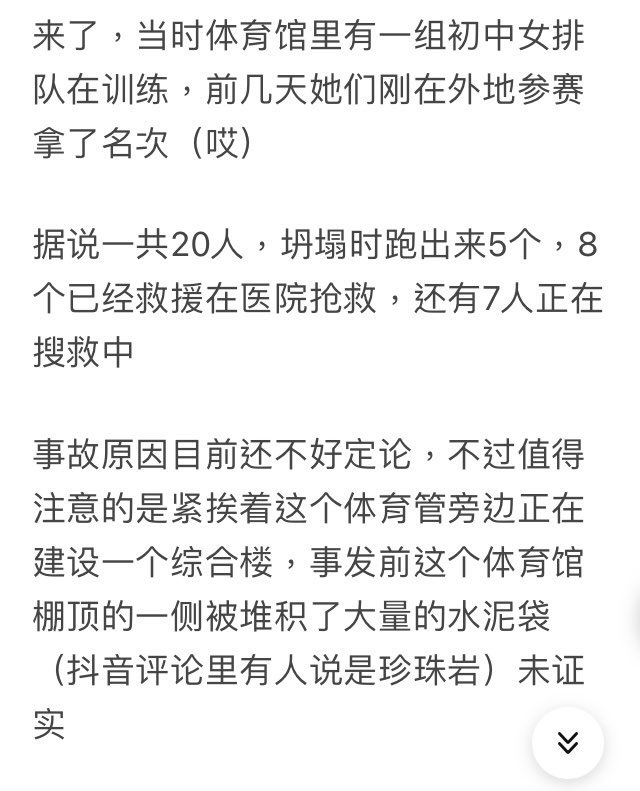 来了，当时体育馆里有一组初中女排
队在训练，前几天她们刚在外地参赛
拿了名次（哎）
据说一共20人，坍塌时跑出来5个，8
个已经救援在医院抢救，还有7人正在
搜救中
事故原因目前还不好定论，不过值得
注意的是紧挨着这个体育管旁边正在
建设一个综合楼，事发前这个体育馆
棚顶的一侧被堆积了大量的水泥袋
（抖音评论里有人说是珍珠岩）未证
实